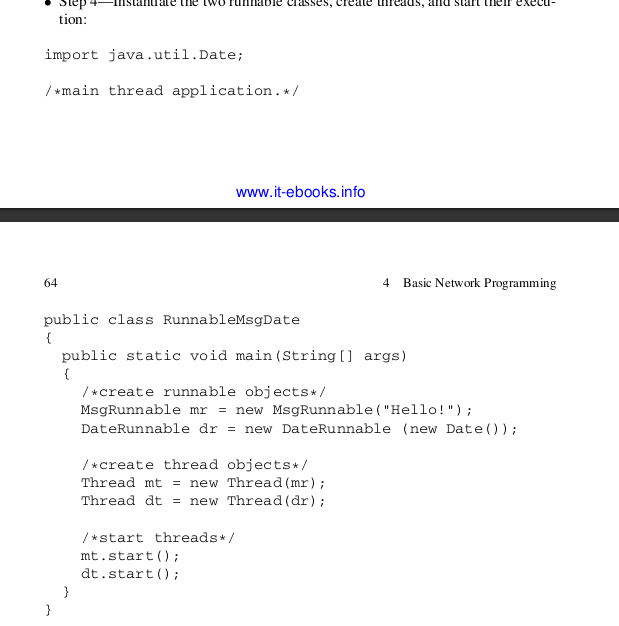 • Step 4—Instantiate the two runnable classes, create threads, and start their execu-
tion:
import java.util.Date;
/*main thread application.*/
www.it-ebooks.info
64 4 Basic Network Programming
public class RunnableMsgDate
{
public static void main(String[] args)
{
/*create runnable objects*/
MsgRunnable mr = new MsgRunnable("Hello!");
DateRunnable dr = new DateRunnable (new Date());
/*create thread objects*/
Thread mt = new Thread(mr);
Thread dt = new Thread(dr);
/*start threads*/
mt.start();
dt.start();
}
}